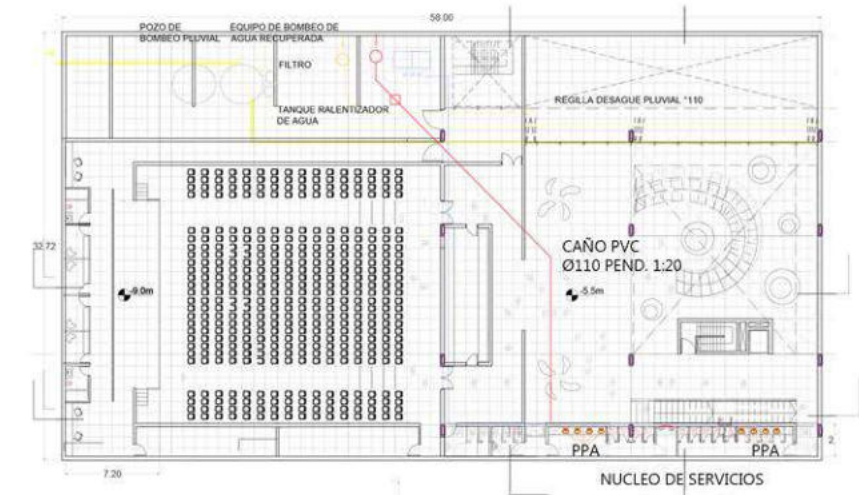 58.00
POZO DE
BOMBEO PLUVIAL
EQUIPO DE BOMBEO DE
AGUA RECUPERADA
FILTRO
TANQUE RALENTIZADOR
DE AGUA
REGILLA DESAGUE PLUVIAL "110
32.72
CAÑO PVC
Ø110 PEND. 1:20
-9.0m
-5.5m
PPA
PPA
2
7.20
NUCLEO DE SERVICIOS